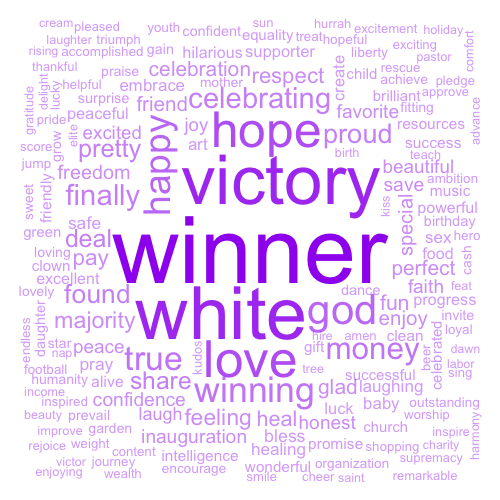 cream pleased youth sun hurrah excitement holiday
laughter triumph confident equality treat hopeful
rising accomplished gain hilarious supporter liberty exciting pastor comfort
thankful praise celebration respect create child rescue pledge
gratitude delight lucky helpful embrace mother achieve approve
surprise friend celebrating favorite brilliant fitting
pride elite peaceful joy hope proud resources advance
score grow excited art success
jump pretty happy birth teach
sweet friendly freedom victory beautiful ambition
finally save music
kiss special powerful
green safe birthday
loving deal winner sex hero
clown pay food cash
excellent perfect
lovely found white dance faith feat
god fun progress
endless daughter majority enjoy invite
star peace love hire amen clean loyal
nap true kudos gift money beer celebrated dawn
football pray tree labor
humanity alive share winning glad successful laughing sing
income confidence luck baby outstanding
inspired
beauty prevail laugh feeling heal honest worship harmony
improve garden inauguration church inspire
rejoice weight bless promise shopping charity
content healing
victor journey intelligence organization supremacy
enjoying wealth encourage wonderful smile cheer saint remarkable